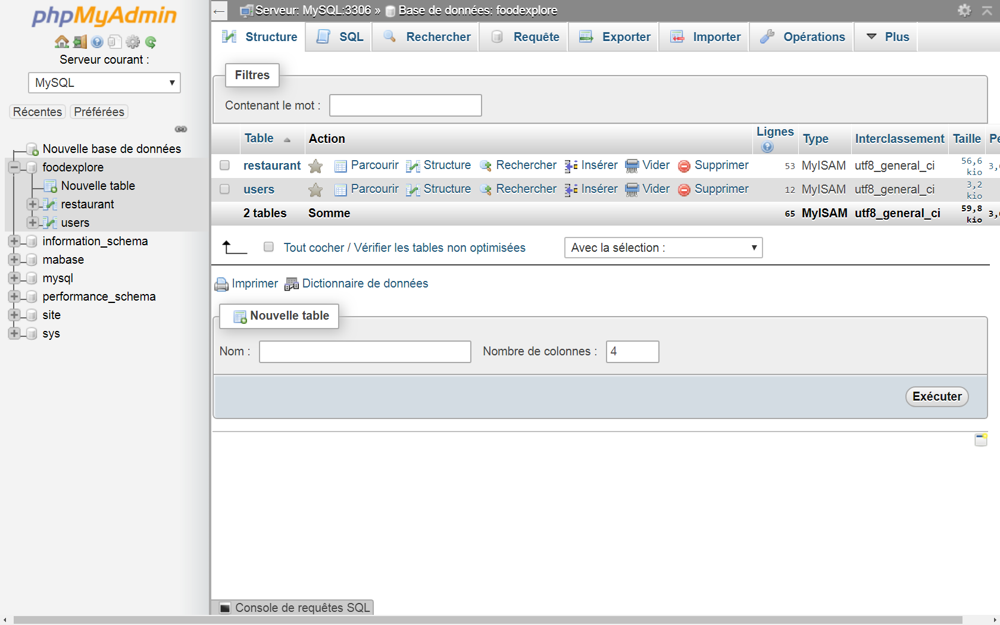 phpMyAdmin
Serveur courant :
MySQL
Récentes Préférées
Nouvelle base de données
foodexplore
Nouvelle table
restaurant
users
information_schema
mabase
mysql
performance_schema
site
sys
Serveur: MySQL:3306 » Base de données: foodexplore
Structure SQL Rechercher Requête Exporter Importer Opérations Plus
Filtres
Contenant le mot :
Table Action Lignes Type Interclassement Taille Pe
restaurant Parcourir Structure Rechercher Insérer Vider Supprimer 53 MyISAM utf8_general_ci 56,6 kio 3,
users Parcourir Structure Rechercher Insérer Vider Supprimer 12 MyISAM utf8_general_ci 3,2 kio
2 tables Somme 65 MyISAM utf8_general_ci 59,8 kio 3,
Tout cocher / Vérifier les tables non optimisées Avec la sélection :
Imprimer Dictionnaire de données
Nouvelle table
Nom : Nombre de colonnes : 4
Exécuter
Console de requêtes SQL